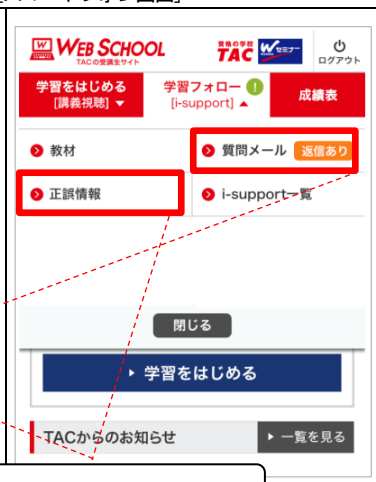 WEB SCHOOL
TACの受講生サイト
資格の学校
TAC Wセミナー
ログアウト
学習をはじめる
[講義視聴] ▼
学習フォロー !
[i-support] ▲
成績表
教材
質問メール 返信あり
正誤情報
i-support一覧
閉じる
学習をはじめる
TACからのお知らせ
一覧を見る